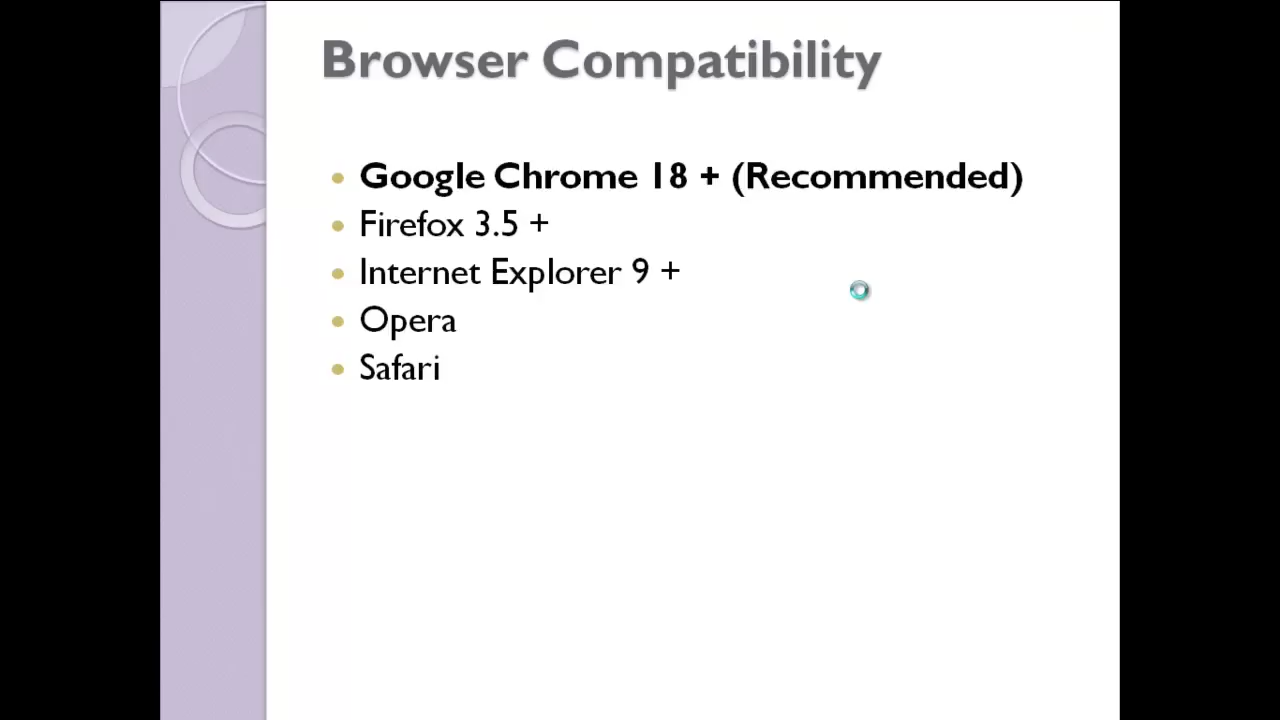 Browser Compatibility
Google Chrome 18 + (Recommended)
Firefox 3.5 +
Internet Explorer 9 +
Opera
Safari